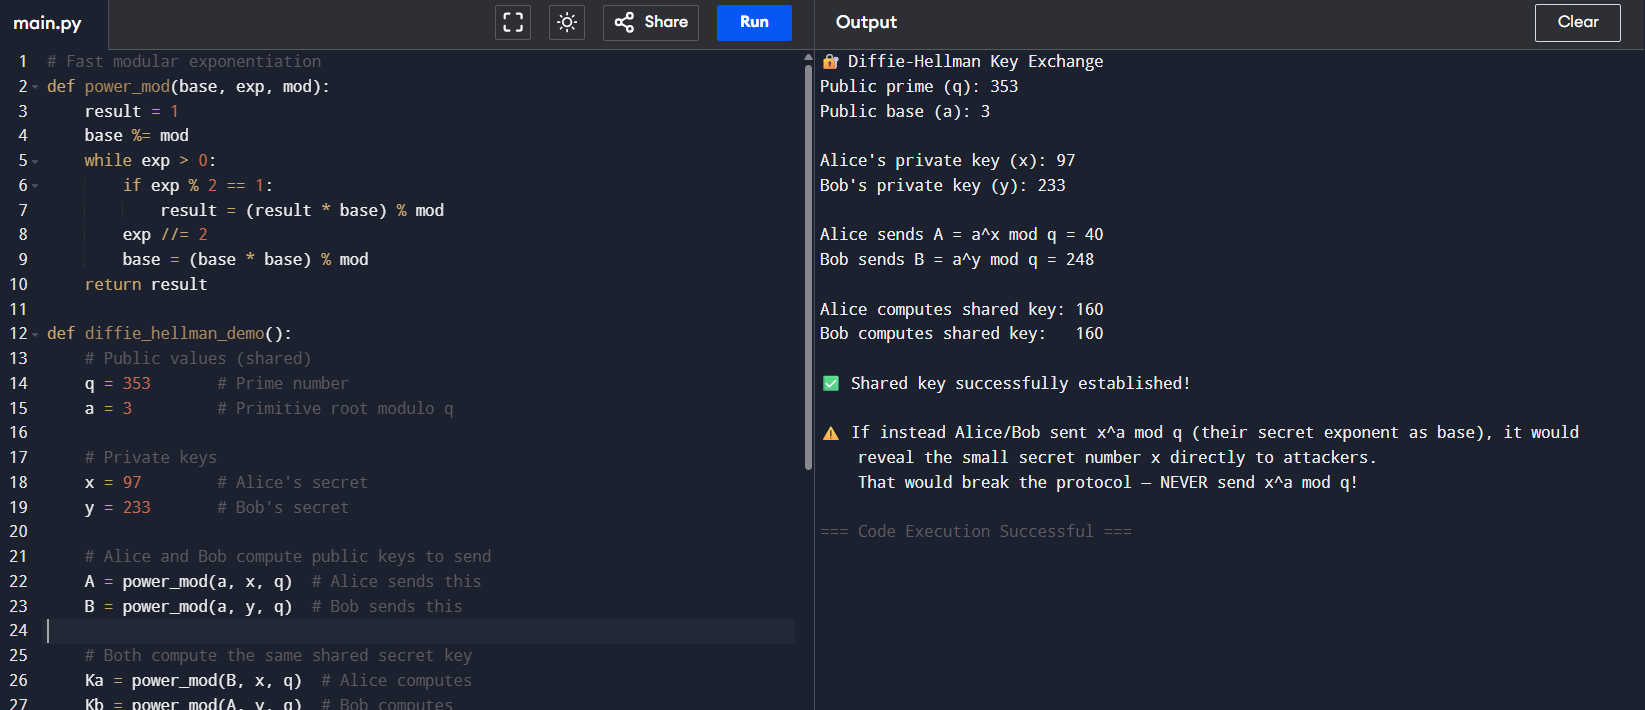 main.py
Share
Run
Output
Clear
1 # Fast modular exponentiation
2 def power_mod(base, exp, mod):
3     result = 1
4     base %= mod
5     while exp > 0:
6         if exp % 2 == 1:
7             result = (result * base) % mod
8         exp //= 2
9         base = (base * base) % mod
10     return result
11
12 def diffie_hellman_demo():
13     # Public values (shared)
14     q = 353       # Prime number
15     a = 3         # Primitive root modulo q
16
17     # Private keys
18     x = 97        # Alice's secret
19     y = 233       # Bob's secret
20
21     # Alice and Bob compute public keys to send
22     A = power_mod(a, x, q)  # Alice sends this
23     B = power_mod(a, y, q)  # Bob sends this
24
25     # Both compute the same shared secret key
26     Ka = power_mod(B, x, q)  # Alice computes
27     Kb = power_mod(A, y, q)  # Bob computes
🔐 Diffie-Hellman Key Exchange
Public prime (q): 353
Public base (a): 3
Alice's private key (x): 97
Bob's private key (y): 233
Alice sends A = a^x mod q = 40
Bob sends B = a^y mod q = 248
Alice computes shared key: 160
Bob computes shared key:   160
✅ Shared key successfully established!
⚠️ If instead Alice/Bob sent x^a mod q (their secret exponent as base), it would
reveal the small secret number x directly to attackers.
That would break the protocol — NEVER send x^a mod q!
=== Code Execution Successful ===